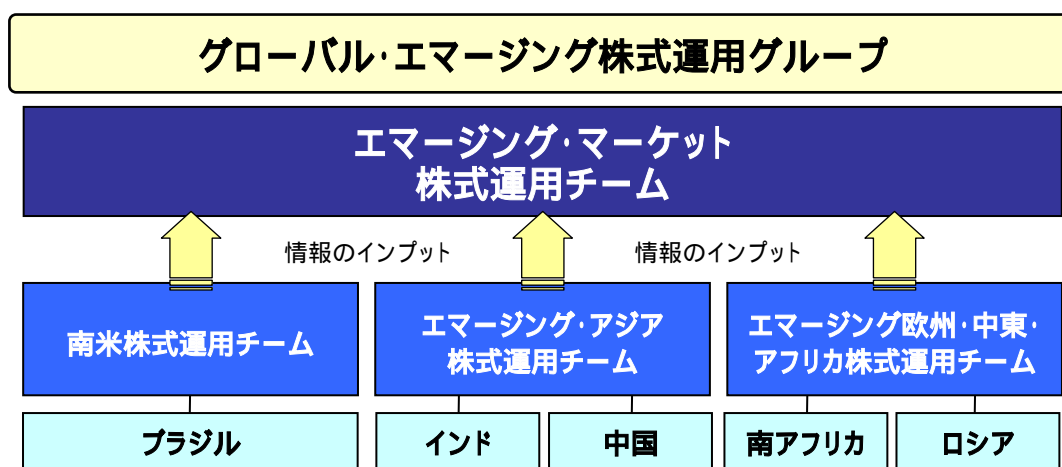 グローバル・エマージング株式運用グループ
エマージング・マーケット
株式運用チーム
情報のインプット
情報のインプット
南米株式運用チーム
エマージング・アジア
株式運用チーム
エマージング欧州・中東・
アフリカ株式運用チーム
ブラジル
インド
中国
南アフリカ
ロシア